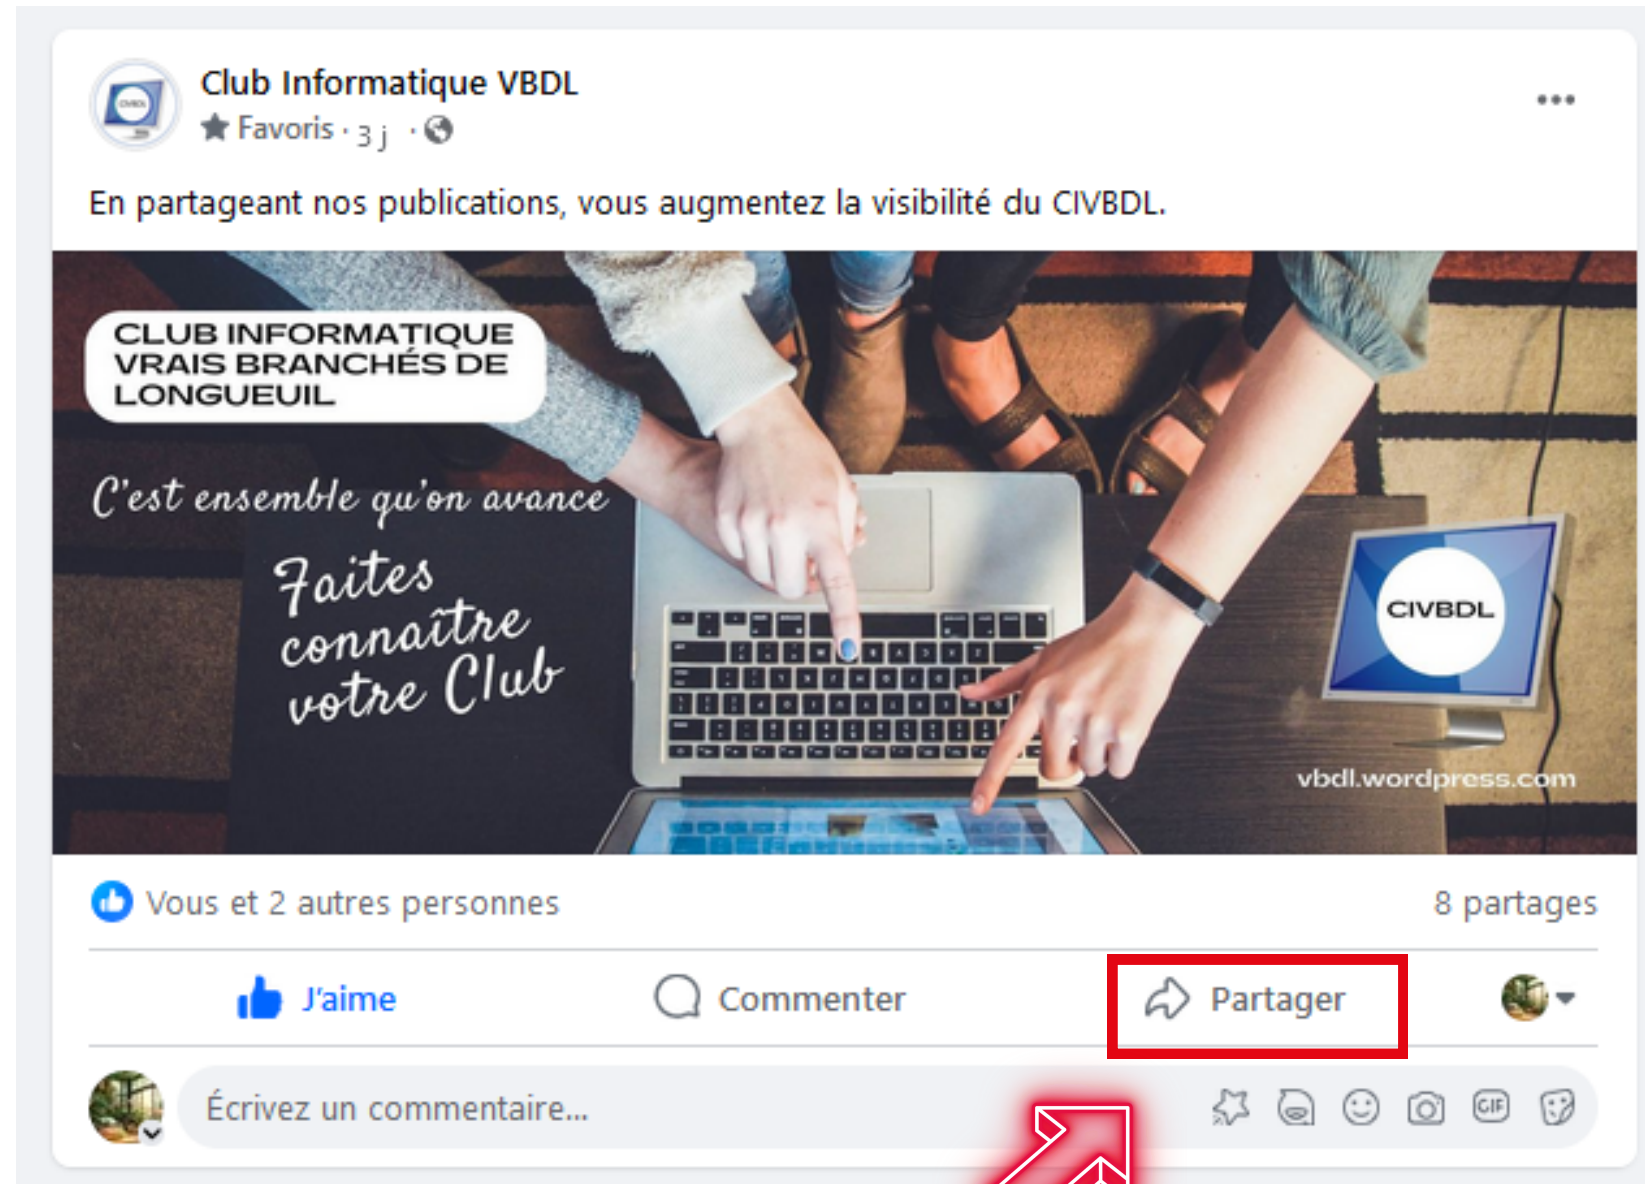 Club Informatique VBDL
Favoris · 3 j ·
En partageant nos publications, vous augmentez la visibilité du CIVBDL.
CLUB INFORMATIQUE
VRAIS BRANCHÉS DE
LONGUEUIL
C'est ensemble qu'on avance
Faites
connaître
votre Club
CIVBDL
vbdl.wordpress.com
Vous et 2 autres personnes
8 partages
J'aime
Commenter
Partager
Écrivez un commentaire...
GIF